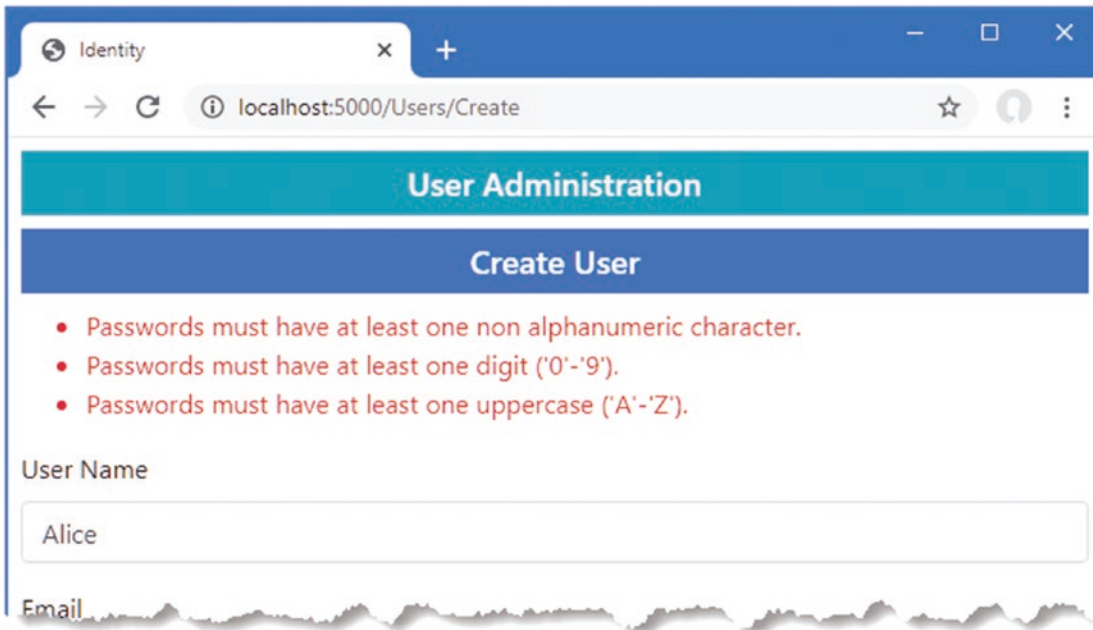 Identity
localhost:5000/Users/Create
User Administration
Create User
• Passwords must have at least one non alphanumeric character.
• Passwords must have at least one digit ('0'-'9').
• Passwords must have at least one uppercase ('A'-'Z').
User Name
Alice
Email